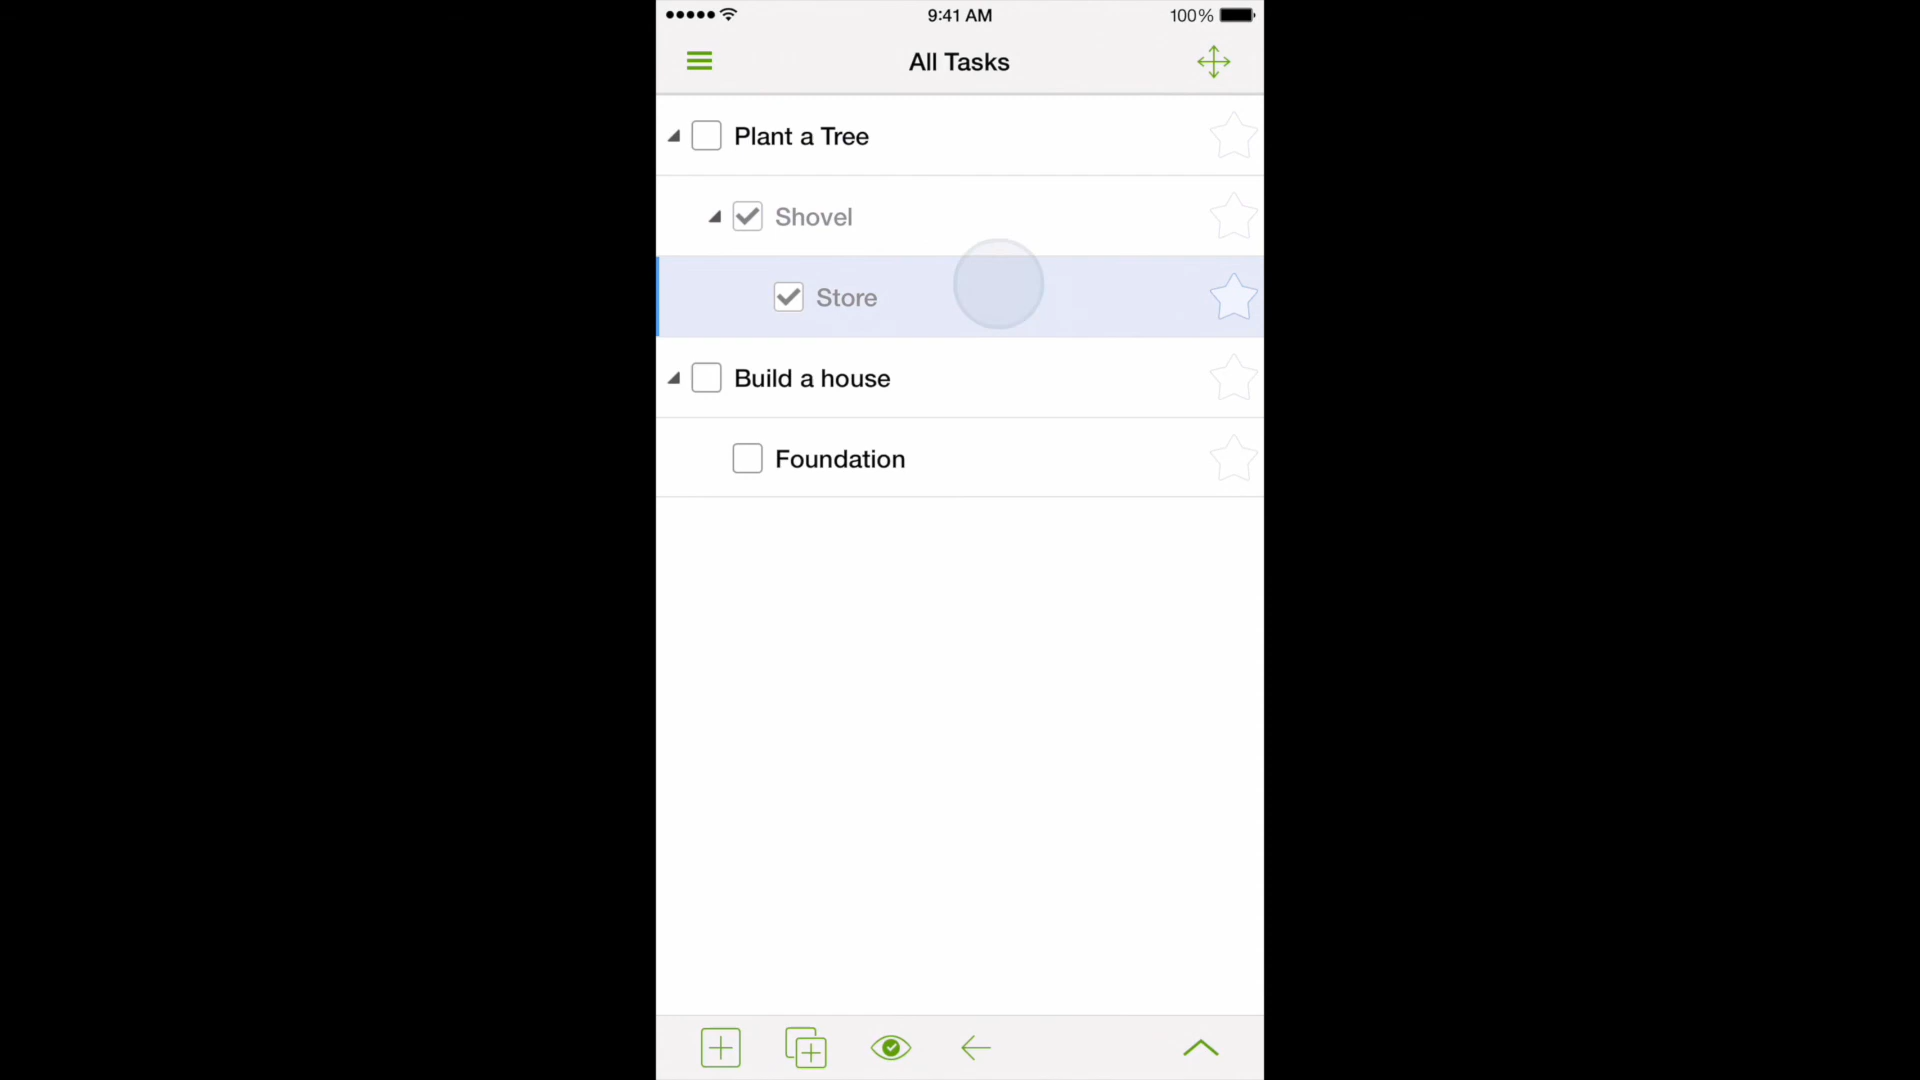 9:41 AM
100%
All Tasks
Plant a Tree
Shovel
Store
Build a house
Foundation